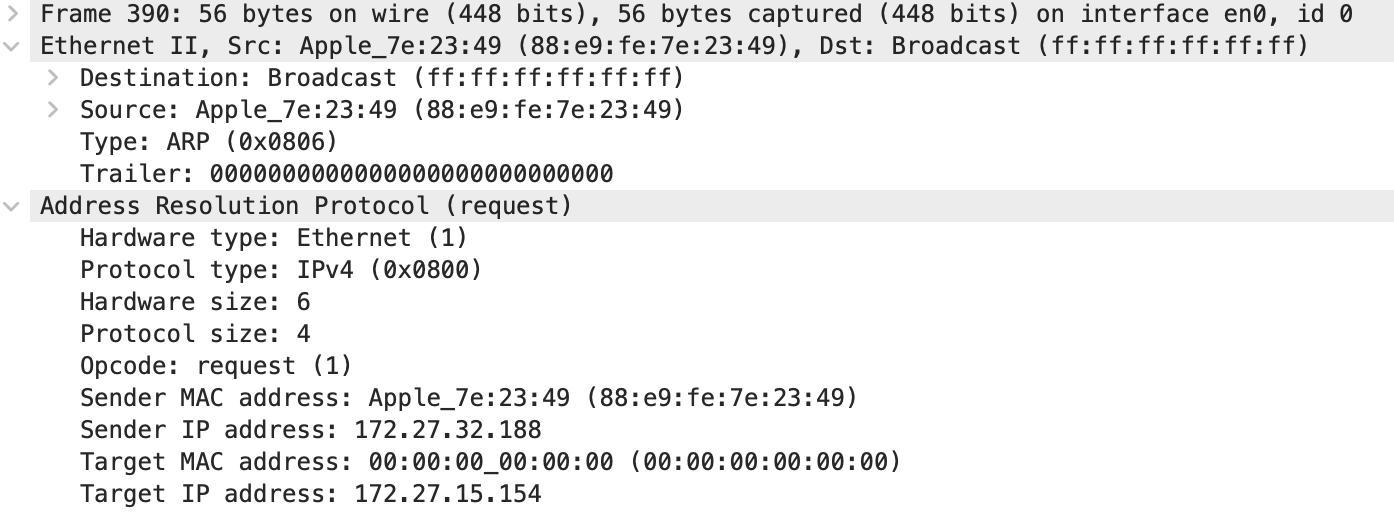 Frame 390: 56 bytes on wire (448 bits), 56 bytes captured (448 bits) on interface en0, id 0
Ethernet II, Src: Apple_7e:23:49 (88:e9:fe:7e:23:49), Dst: Broadcast (ff:ff:ff:ff:ff:ff)
Destination: Broadcast (ff:ff:ff:ff:ff:ff)
Source: Apple_7e:23:49 (88:e9:fe:7e:23:49)
Type: ARP (0x0806)
Trailer: 0000000000000000000000000000
Address Resolution Protocol (request)
Hardware type: Ethernet (1)
Protocol type: IPv4 (0x0800)
Hardware size: 6
Protocol size: 4
Opcode: request (1)
Sender MAC address: Apple_7e:23:49 (88:e9:fe:7e:23:49)
Sender IP address: 172.27.32.188
Target MAC address: 00:00:00_00:00:00 (00:00:00:00:00:00)
Target IP address: 172.27.15.154